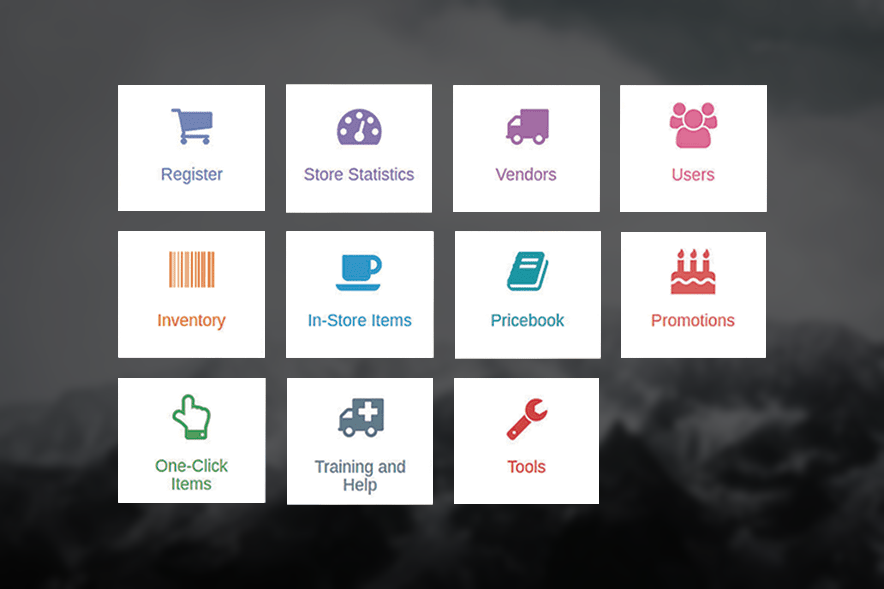 Register
Store Statistics
Vendors
Users
Inventory
In-Store Items
Pricebook
Promotions
One-Click
Items
Training and
Help
Tools